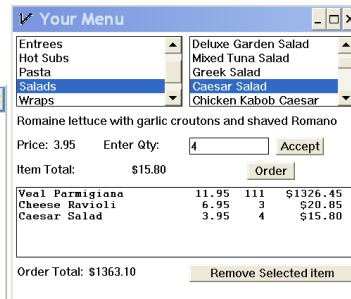 Your Menu
Entrees
Hot Subs
Pasta
Salads
Wraps
Deluxe Garden Salad
Mixed Tuna Salad
Greek Salad
Caesar Salad
Chicken Kabob Caesar
Romaine lettuce with garlic croutons and shaved Romano
Price: 3.95 Enter Qty: 4 Accept
Item Total: $15.80 Order
Veal Parmigiana 11.95 111 $1326.45
Cheese Ravioli 6.95 3 $20.85
Caesar Salad 3.95 4 $15.80
Order Total: $1363.10 Remove Selected item